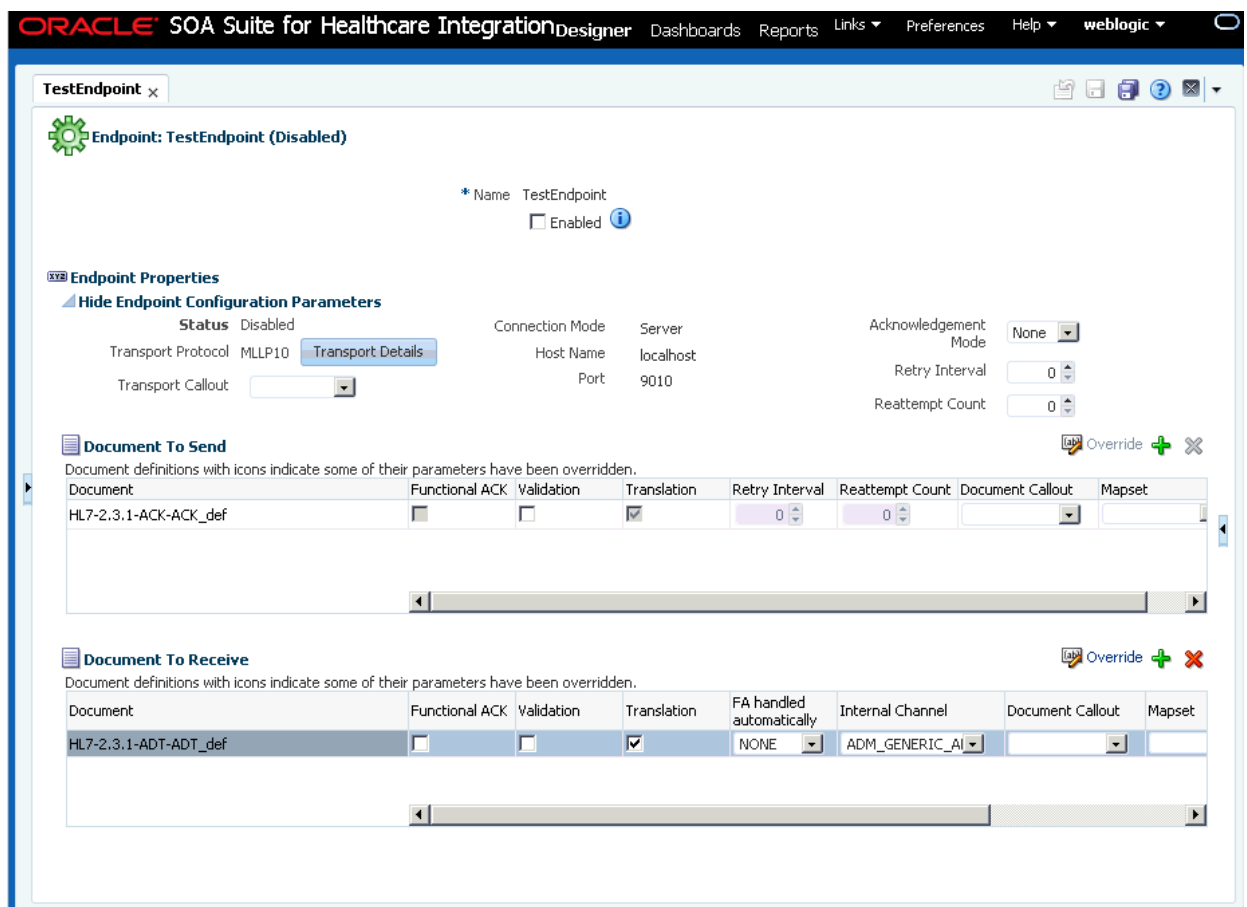 ORACLE SOA Suite for Healthcare Integration Designer Dashboards Reports Links Preferences Help weblogic
TestEndpoint x
Endpoint: TestEndpoint (Disabled)
* Name TestEndpoint
Enabled
XYZ Endpoint Properties
Hide Endpoint Configuration Parameters
Status Disabled Connection Mode Server Acknowledgement Mode None
Transport Protocol MLLP10 Transport Details Host Name localhost Retry Interval 0
Transport Callout Port 9010 Reattempt Count 0
Document To Send Override
Document definitions with icons indicate some of their parameters have been overridden.
Document Functional ACK Validation Translation Retry Interval Reattempt Count Document Callout Mapset
HL7-2.3.1-ACK-ACK_def 0 0
Document To Receive Override
Document definitions with icons indicate some of their parameters have been overridden.
Document Functional ACK Validation Translation FA handled automatically Internal Channel Document Callout Mapset
HL7-2.3.1-ADT-ADT_def NONE ADM_GENERIC_A